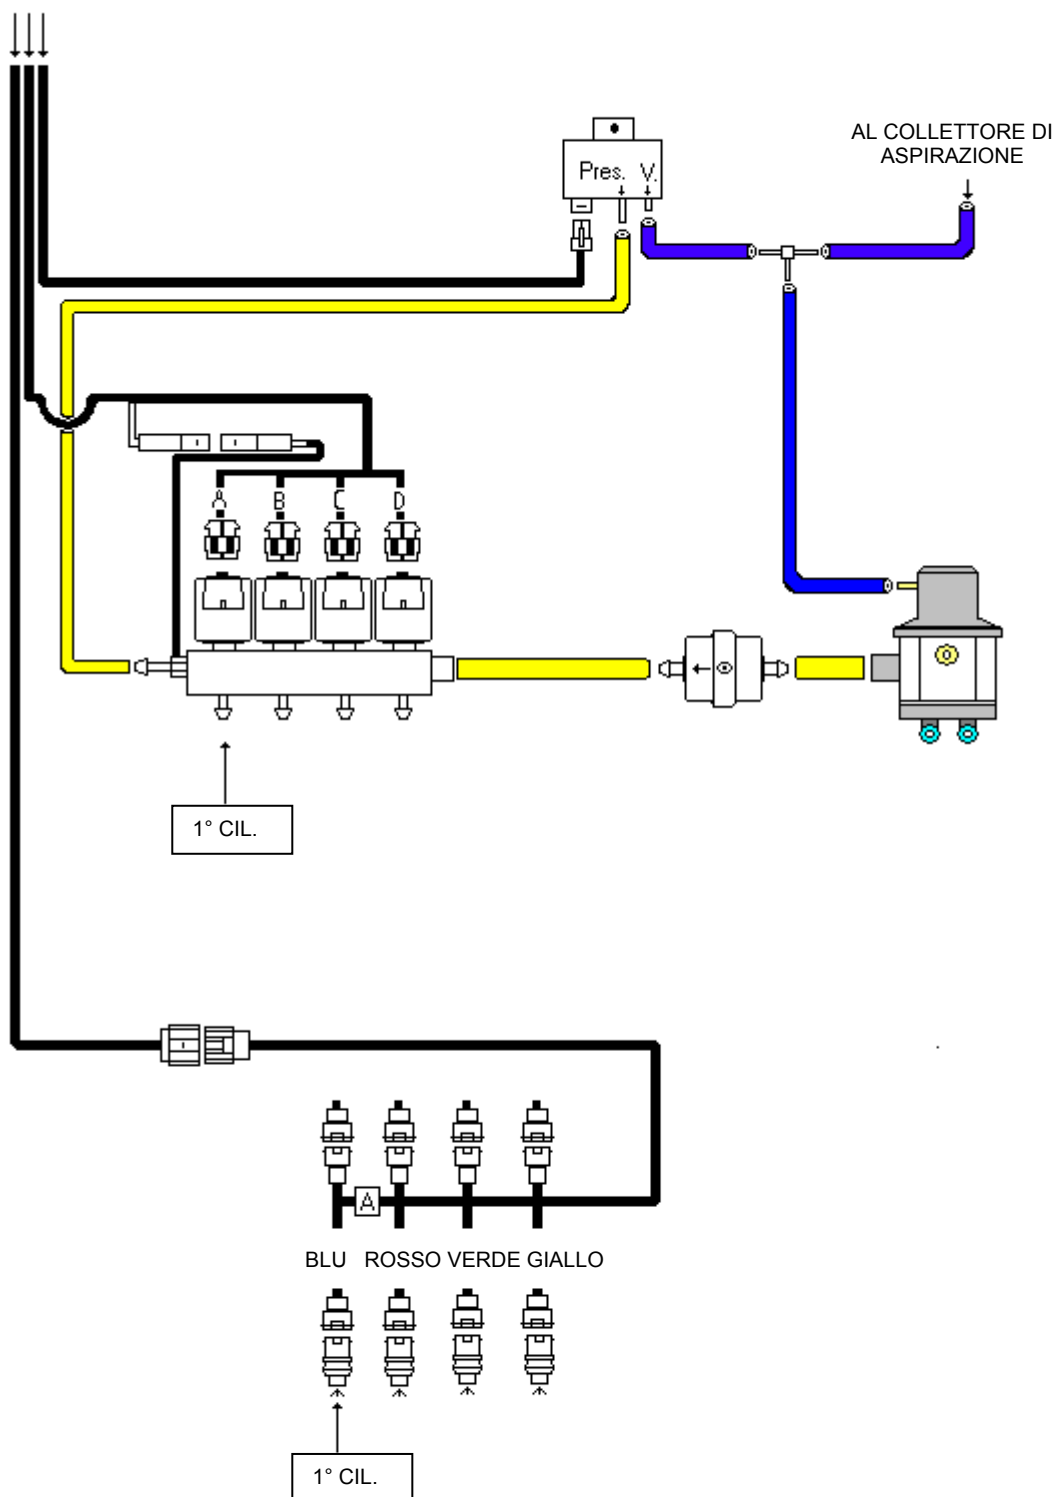 AL COLLETTORE DI
ASPIRAZIONE
Pres. V.
A B C D
1° CIL.
A
BLU ROSSO VERDE GIALLO
1° CIL.